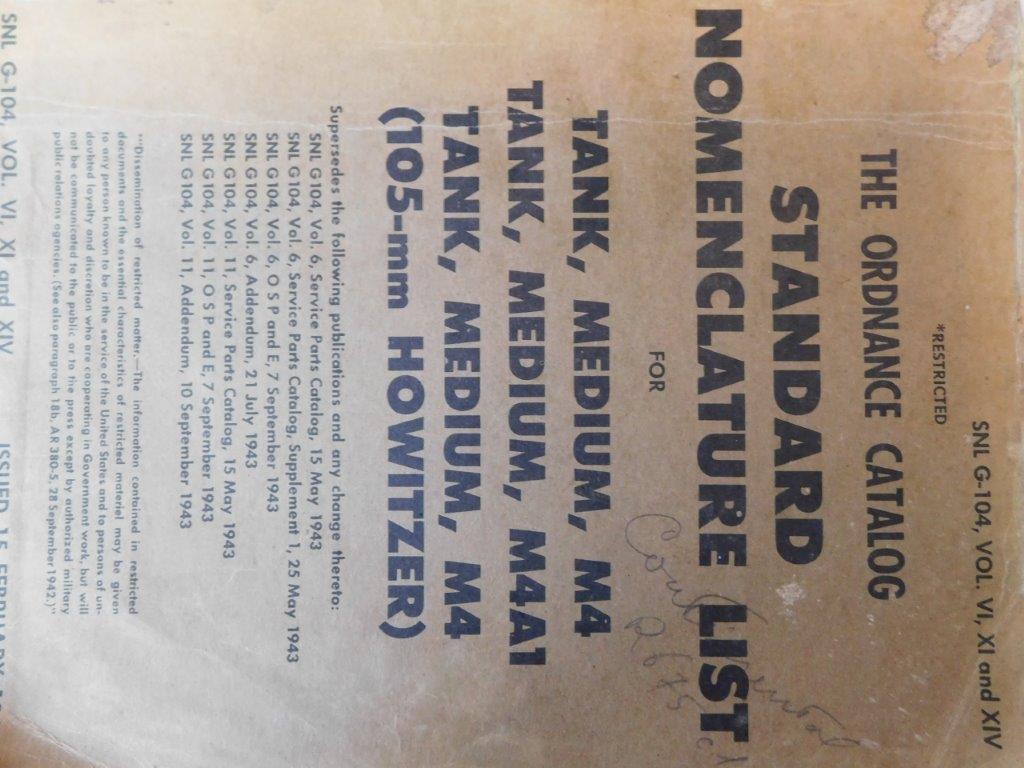 SNL G-104, VOL. VI, XI and XIV
*RESTRICTED
THE ORDNANCE CATALOG
STANDARD
NOMENCLATURE LIST
FOR
TANK, MEDIUM, M4
TANK, MEDIUM, M4A1
TANK, MEDIUM, M4
(105-mm HOWITZER)
Supersedes the following publications and any change thereto:
SNL G104, Vol. 6, Service Parts Catalog, 15 May 1943
SNL G104, Vol. 6, Service Parts Catalog, Supplement 1, 25 May 1943
SNL G104, Vol. 6, O S P and E, 7 September 1943
SNL G104, Vol. 6, Addendum, 21 July 1943
SNL G104, Vol. 11, Service Parts Catalog, 15 May 1943
SNL G104, Vol. 11, O S P and E, 7 September 1943
SNL G104, Vol. 11, Addendum, 10 September 1943
"*Dissemination of restricted matter.—The information contained in restricted
documents and the essential characteristics of restricted materiel may be given
to any person known to be in the service of the United States and to persons of un-
doubted loyalty and discretion who are cooperating in Government work, but will
not be communicated to the public or to the press except by authorized military
public relations agencies. (See also paragraph 18b, AR 380-5, 28 September 1942.)"
SNL G-104, VOL. VI, XI and XIV ISSUED 15 FEBRUARY